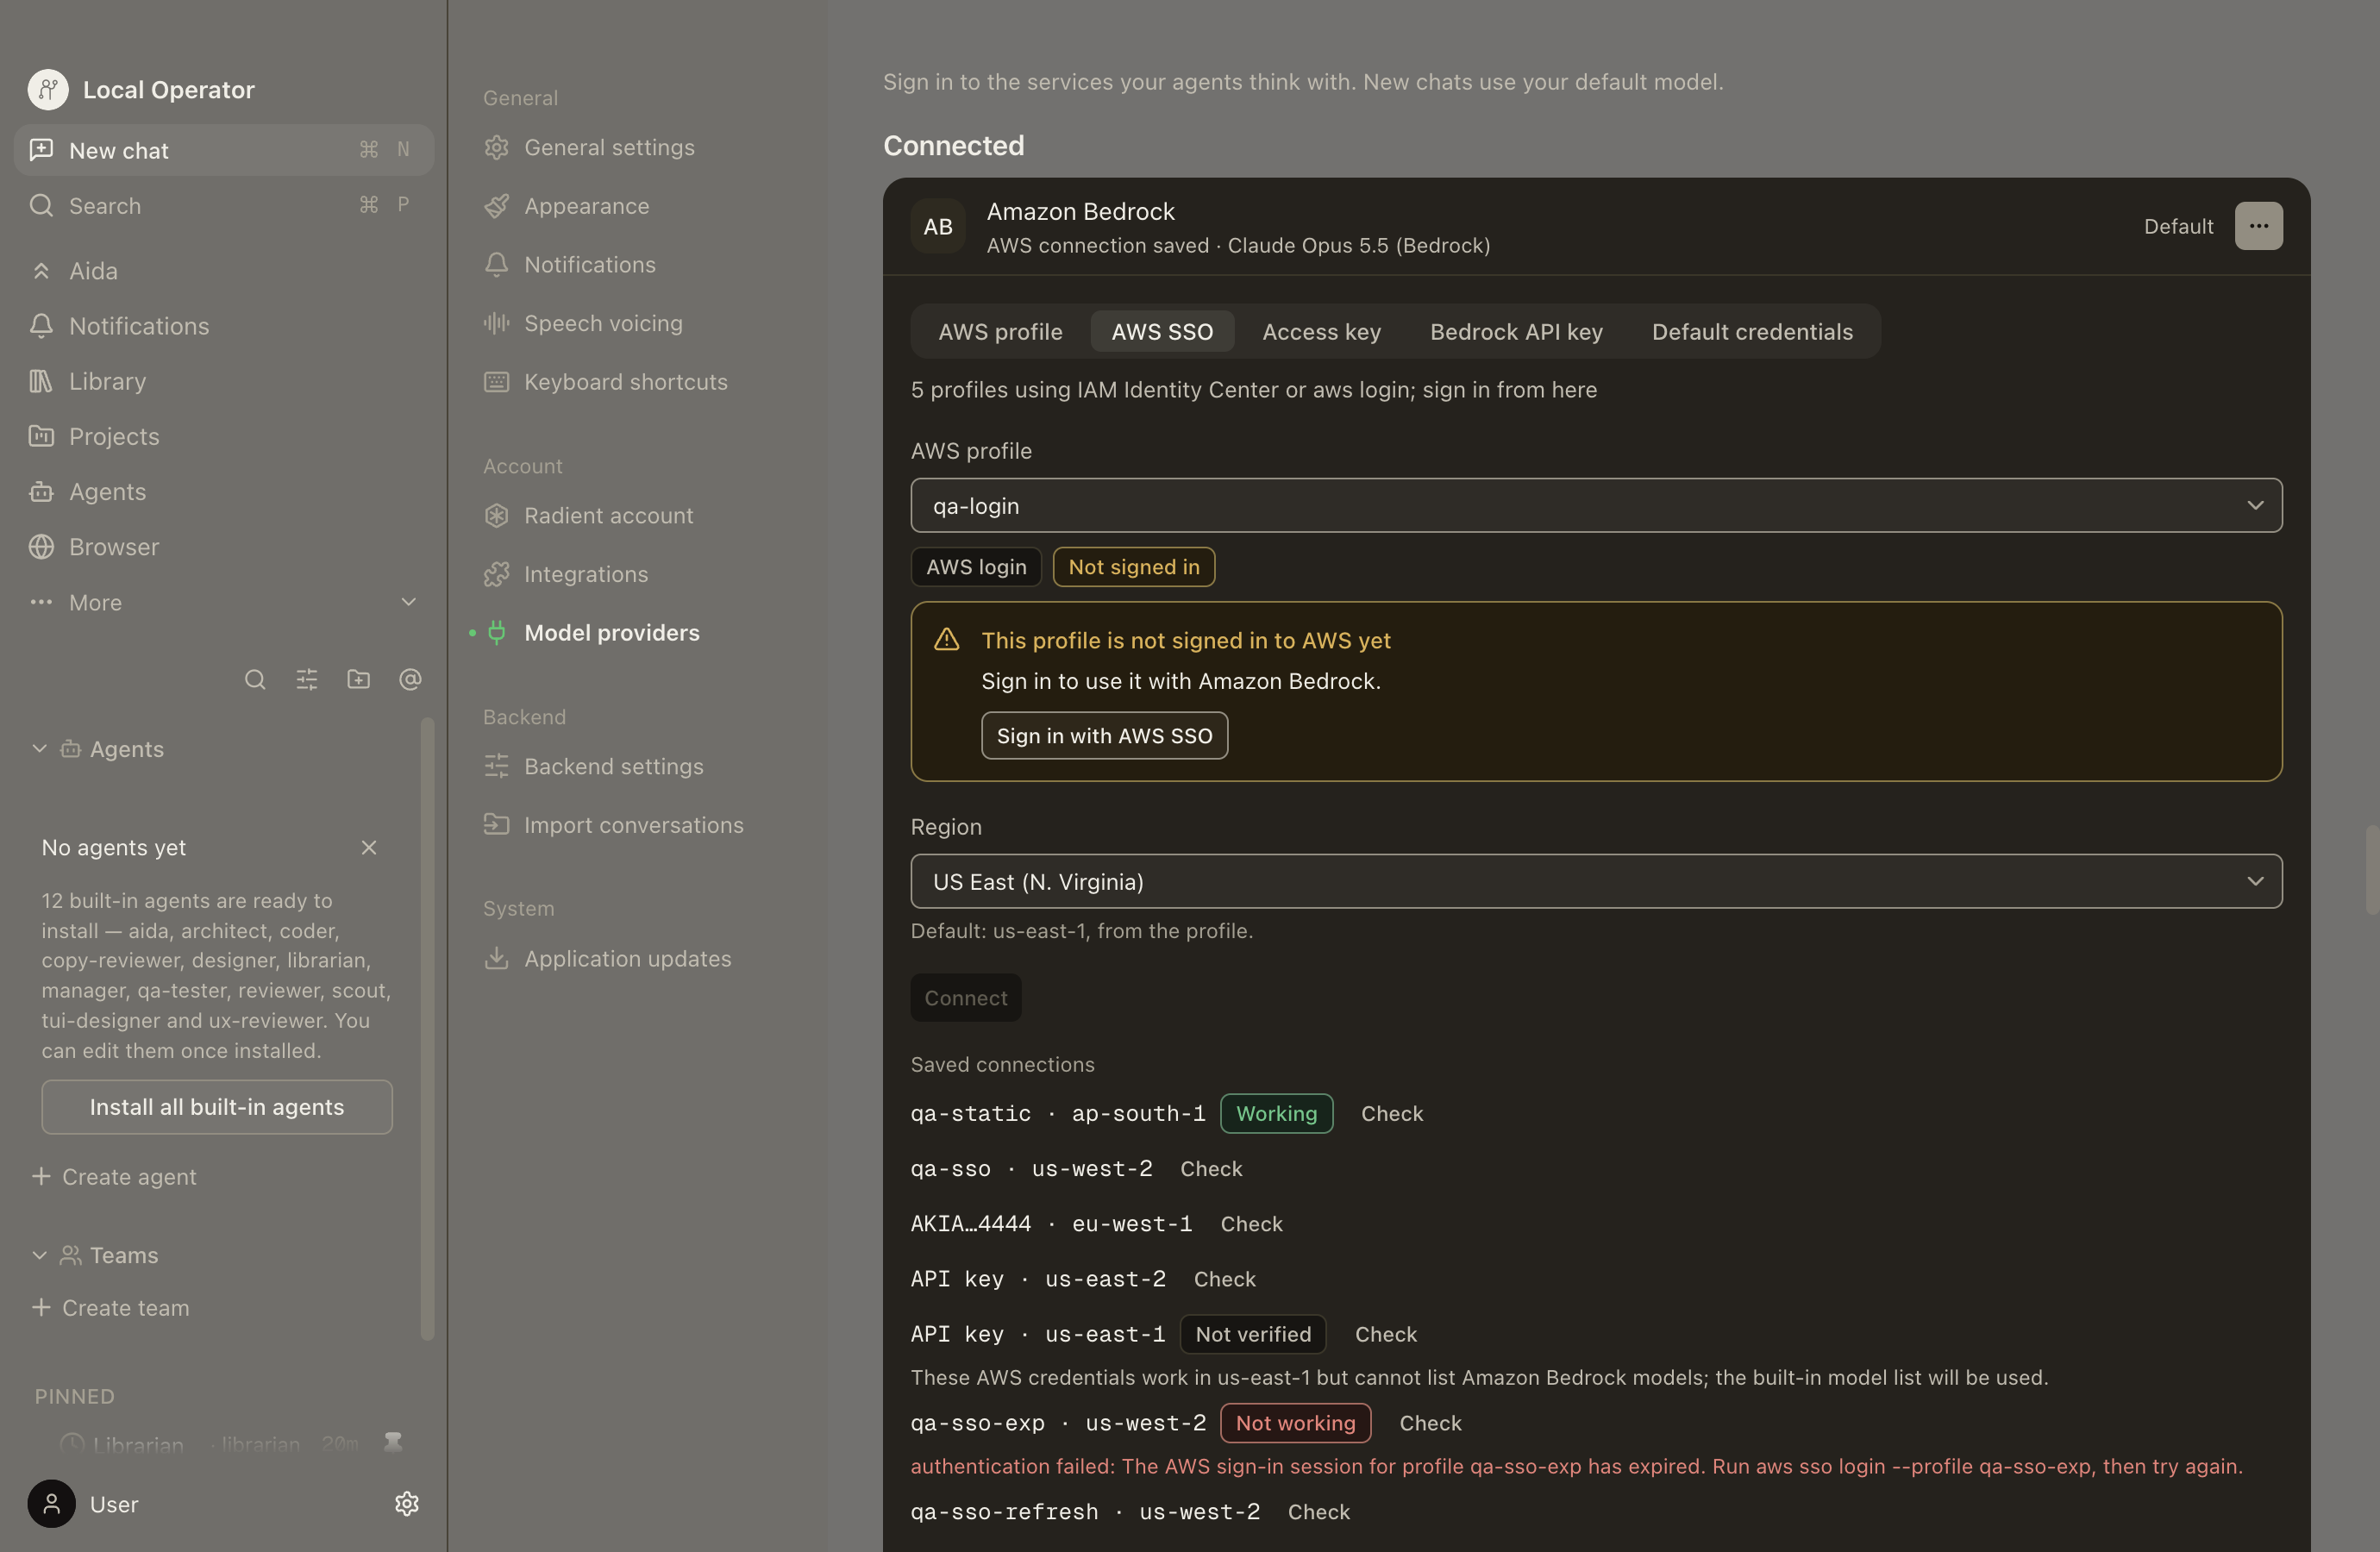 Local Operator
New chat ⌘ N
Search ⌘ P
Aida
Notifications
Library
Projects
Agents
Browser
More
Agents
No agents yet
12 built-in agents are ready to
install — aida, architect, coder,
copy-reviewer, designer, librarian,
manager, qa-tester, reviewer, scout,
tui-designer and ux-reviewer. You
can edit them once installed.
Install all built-in agents
Create agent
Teams
Create team
PINNED
Librarian · librarian 20m
User
General
General settings
Appearance
Notifications
Speech voicing
Keyboard shortcuts
Account
Radient account
Integrations
Model providers
Backend
Backend settings
Import conversations
System
Application updates
Sign in to the services your agents think with. New chats use your default model.
Connected
AB
Amazon Bedrock
AWS connection saved · Claude Opus 5.5 (Bedrock)
Default
AWS profile AWS SSO Access key Bedrock API key Default credentials
5 profiles using IAM Identity Center or aws login; sign in from here
AWS profile
qa-login
AWS login Not signed in
This profile is not signed in to AWS yet
Sign in to use it with Amazon Bedrock.
Sign in with AWS SSO
Region
US East (N. Virginia)
Default: us-east-1, from the profile.
Connect
Saved connections
qa-static · ap-south-1 Working Check
qa-sso · us-west-2 Check
AKIA…4444 · eu-west-1 Check
API key · us-east-2 Check
API key · us-east-1 Not verified Check
These AWS credentials work in us-east-1 but cannot list Amazon Bedrock models; the built-in model list will be used.
qa-sso-exp · us-west-2 Not working Check
authentication failed: The AWS sign-in session for profile qa-sso-exp has expired. Run aws sso login --profile qa-sso-exp, then try again.
qa-sso-refresh · us-west-2 Check